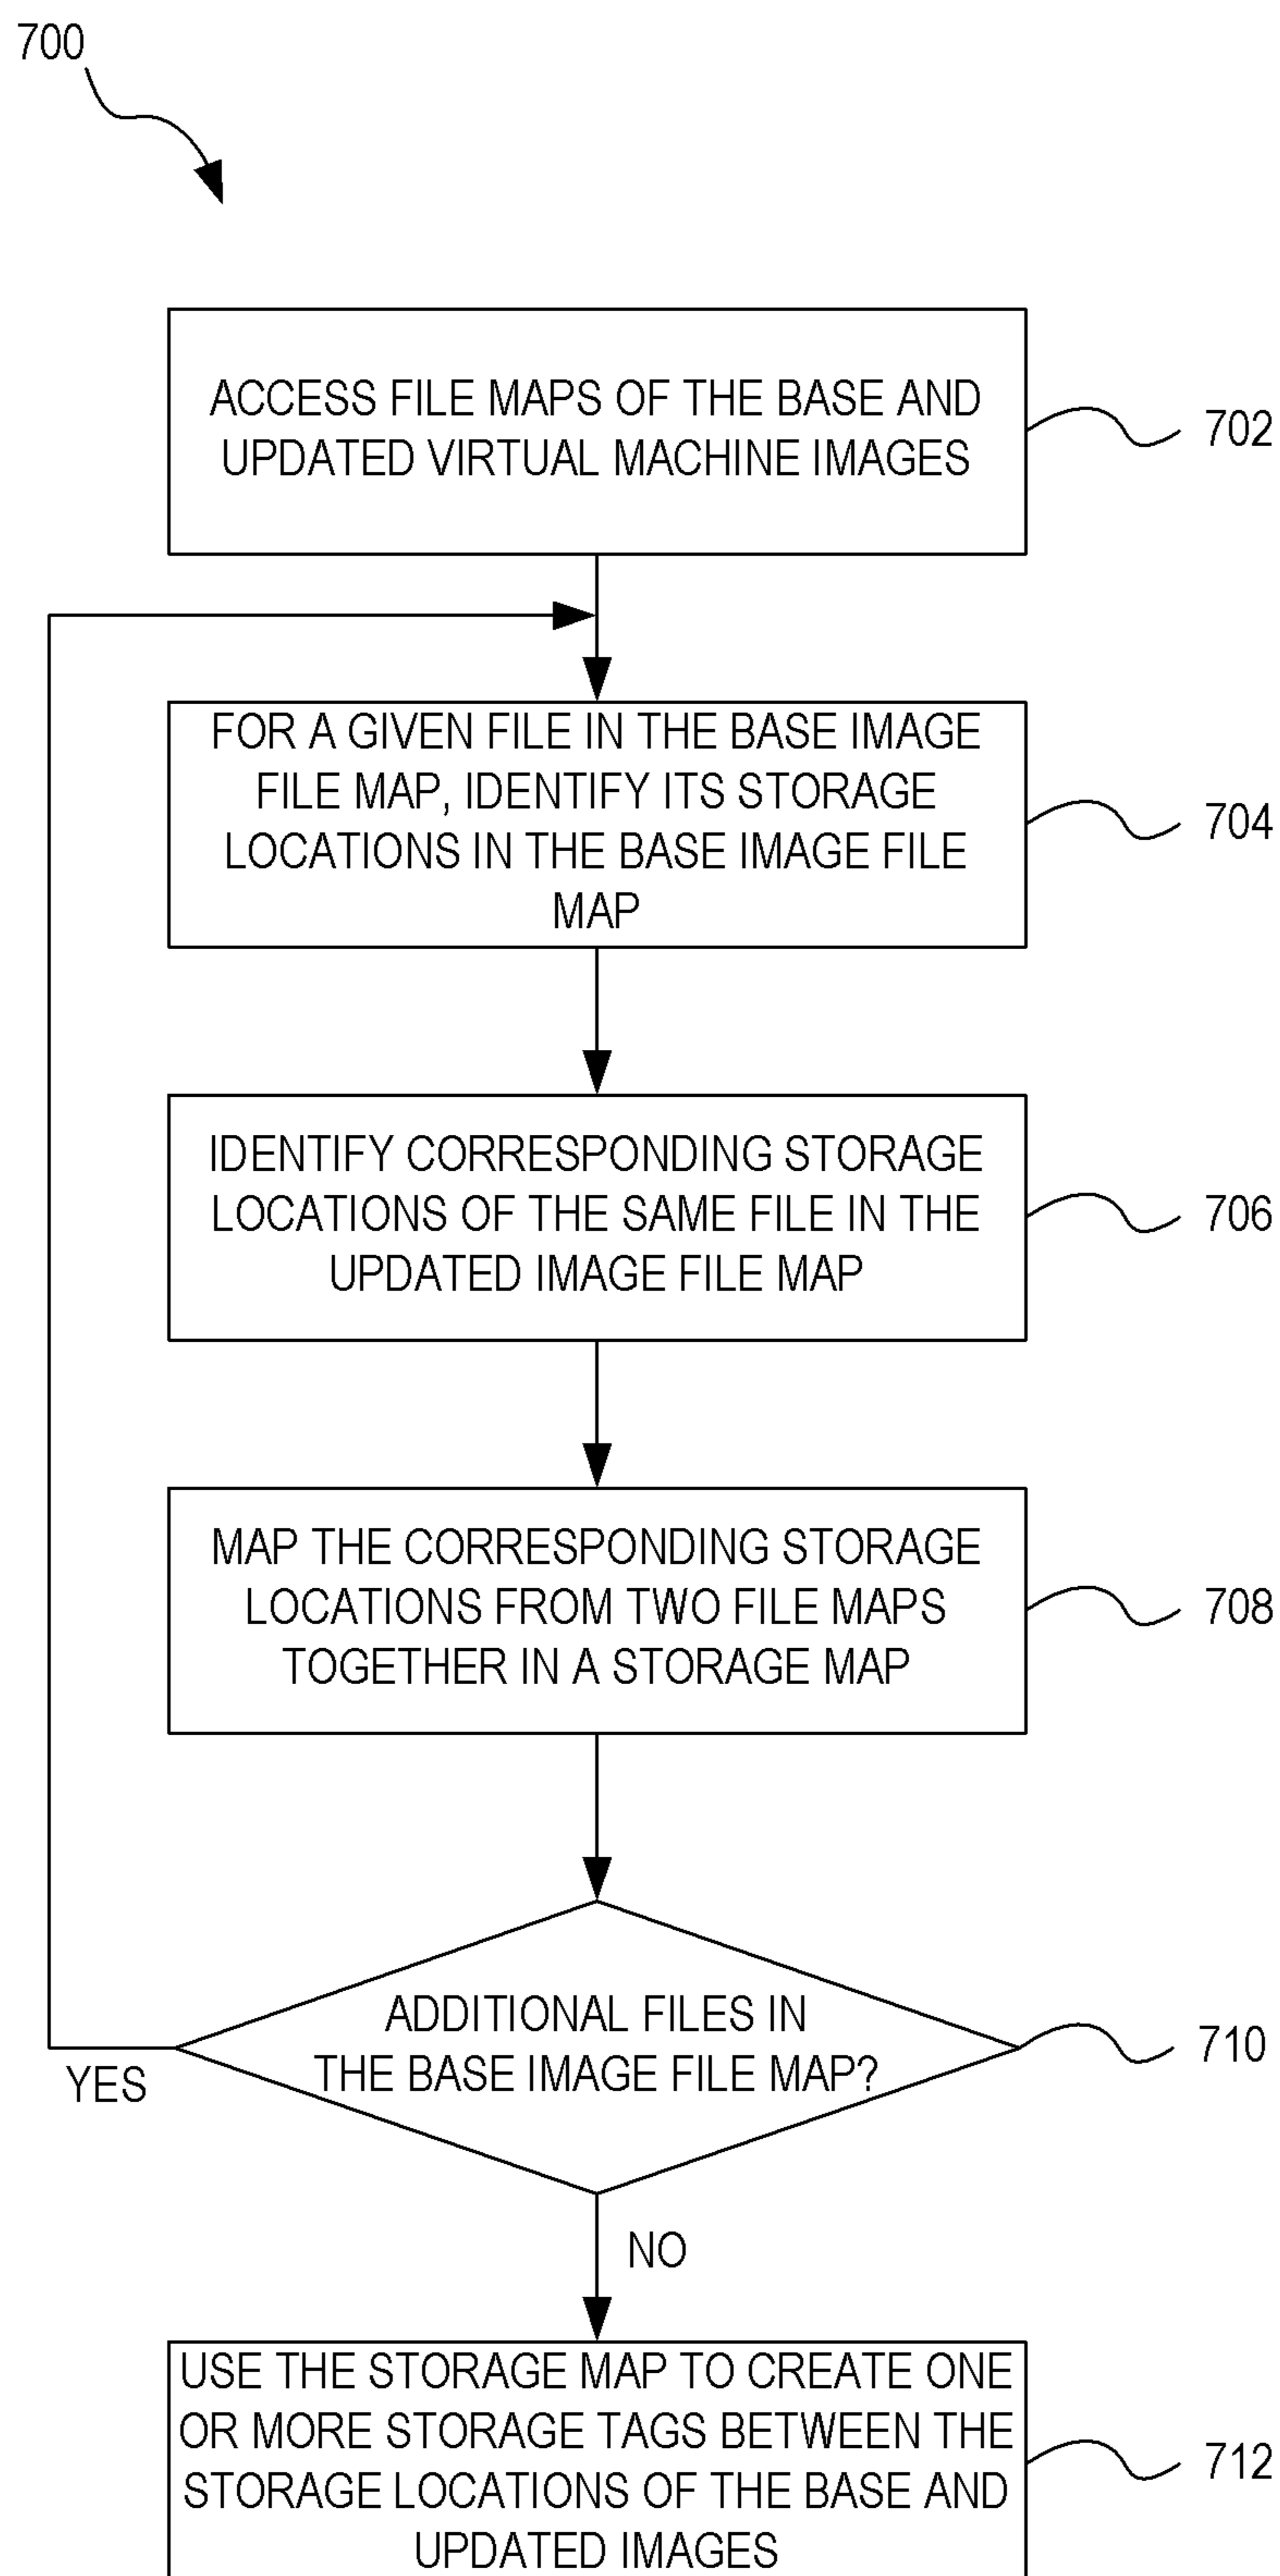 700
ACCESS FILE MAPS OF THE BASE AND
UPDATED VIRTUAL MACHINE IMAGES
702
FOR A GIVEN FILE IN THE BASE IMAGE
FILE MAP, IDENTIFY ITS STORAGE
LOCATIONS IN THE BASE IMAGE FILE
MAP
704
IDENTIFY CORRESPONDING STORAGE
LOCATIONS OF THE SAME FILE IN THE
UPDATED IMAGE FILE MAP
706
MAP THE CORRESPONDING STORAGE
LOCATIONS FROM TWO FILE MAPS
TOGETHER IN A STORAGE MAP
708
ADDITIONAL FILES IN
THE BASE IMAGE FILE MAP?
710
YES
NO
USE THE STORAGE MAP TO CREATE ONE
OR MORE STORAGE TAGS BETWEEN THE
STORAGE LOCATIONS OF THE BASE AND
UPDATED IMAGES
712